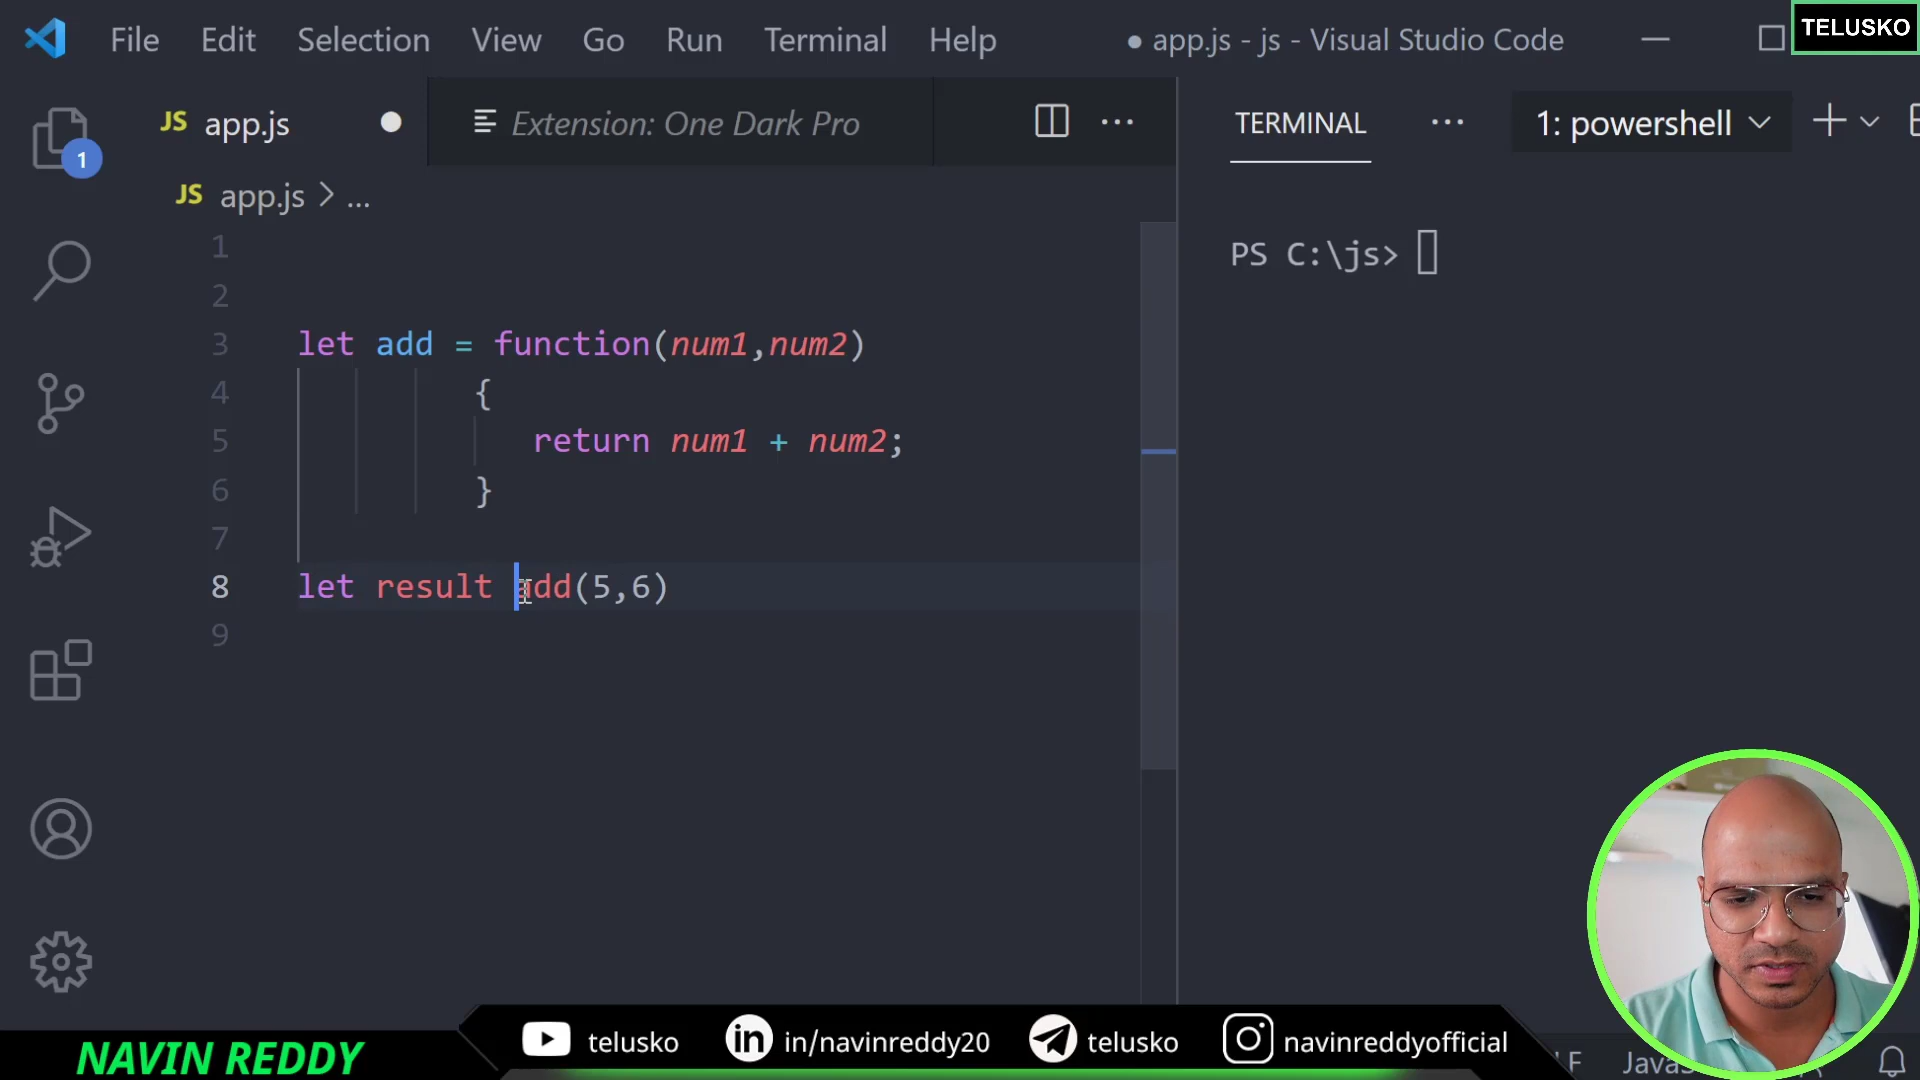 File Edit Selection View Go Run Terminal Help ● app.js - js - Visual Studio Code
TELUSKO
JS app.js ● Extension: One Dark Pro ...
TERMINAL ... 1: powershell
1
JS app.js > ...
PS C:\js>
1
2
3 let add = function(num1,num2)
4 {
5 return num1 + num2;
6 }
7
8 let result add(5,6)
9
NAVIN REDDY
telusko in/navinreddy20 telusko navinreddyofficial